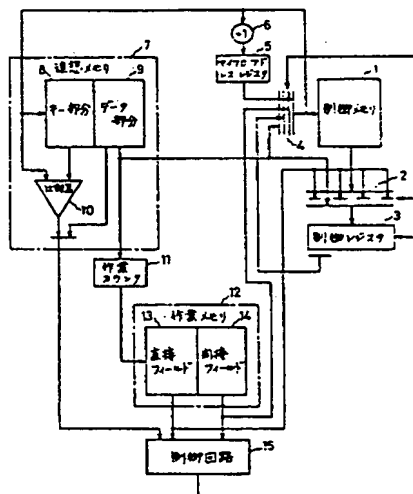 6
+1
7
5
マイクロアド
レスレジスタ
8 連想メモリ 9
キー部分
データ
部分
1
制御メモリ
4
2
3
制御レジスタ
比較器
10
11
作業
カウンタ
12
13 作業メモリ 14
直接
フィールド
間接
フィールド
制御回路
15